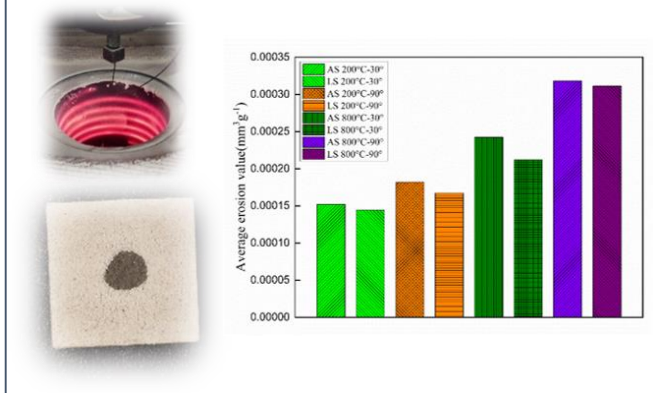 Average erosion value(mm³g⁻¹)
0.00035
0.00030
0.00025
0.00020
0.00015
0.00010
0.00005
0.00000
AS 200°C-30°
LS 200°C-30°
AS 200°C-90°
LS 200°C-90°
AS 800°C-30°
LS 800°C-30°
AS 800°C-90°
LS 800°C-90°